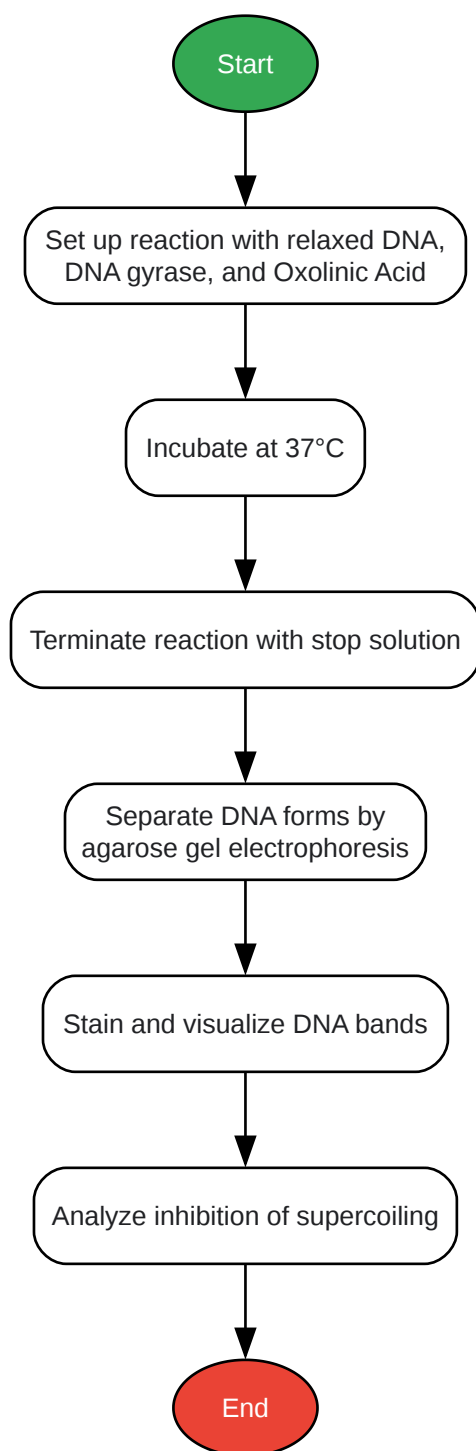 Start
Set up reaction with relaxed DNA,
DNA gyrase, and Oxolinic Acid
Incubate at 37°C
Terminate reaction with stop solution
Separate DNA forms by
agarose gel electrophoresis
Stain and visualize DNA bands
Analyze inhibition of supercoiling
End